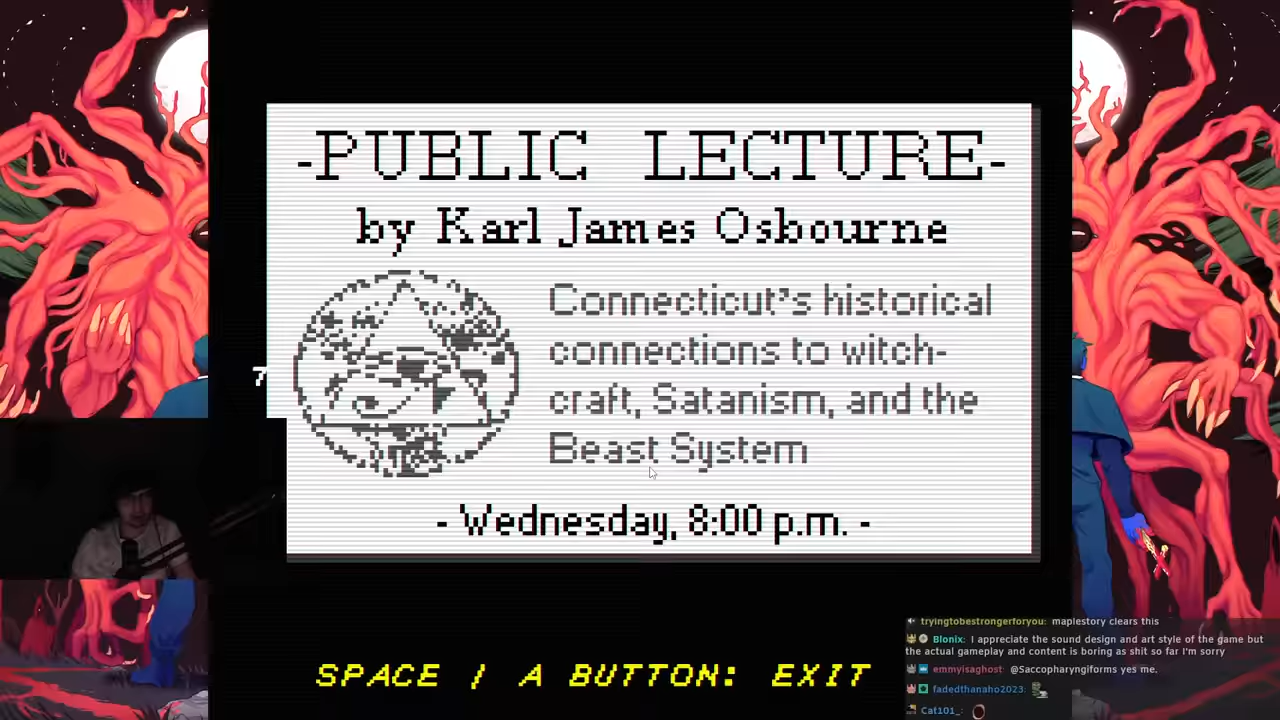 -PUBLIC LECTURE-
by Karl James Osbourne
Connecticut's historical
connections to witch-
craft, Satanism, and the
Beast System
7
- Wednesday, 8:00 p.m. -
SPACE / A BUTTON: EXIT
tryingtobestrongerforyou: maplestory clears this
Blonix: I appreciate the sound design and art style of the game but
the actual gameplay and content is boring as shit so far I'm sorry
emmyisaghost: @Saccopharyngiforms yes me.
fadedthanaho2023:
Cat101_: